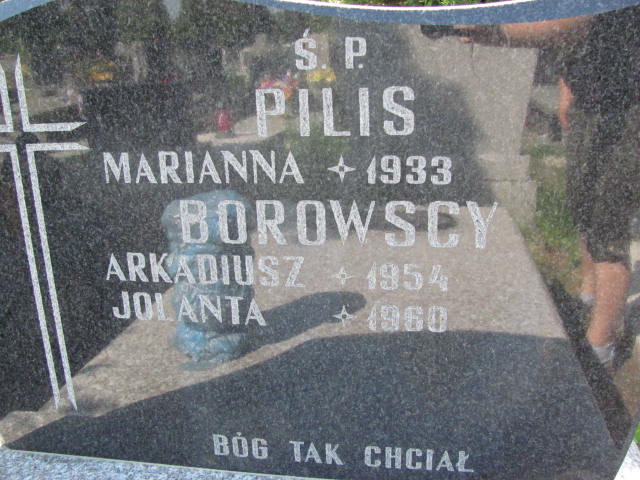 Ś. P.
PILIS
MARIANNA ✧ 1933
BOROWSCY
ARKADIUSZ ✧ 1954
JOLANTA ✧ 1960
BÓG TAK CHCIAŁ